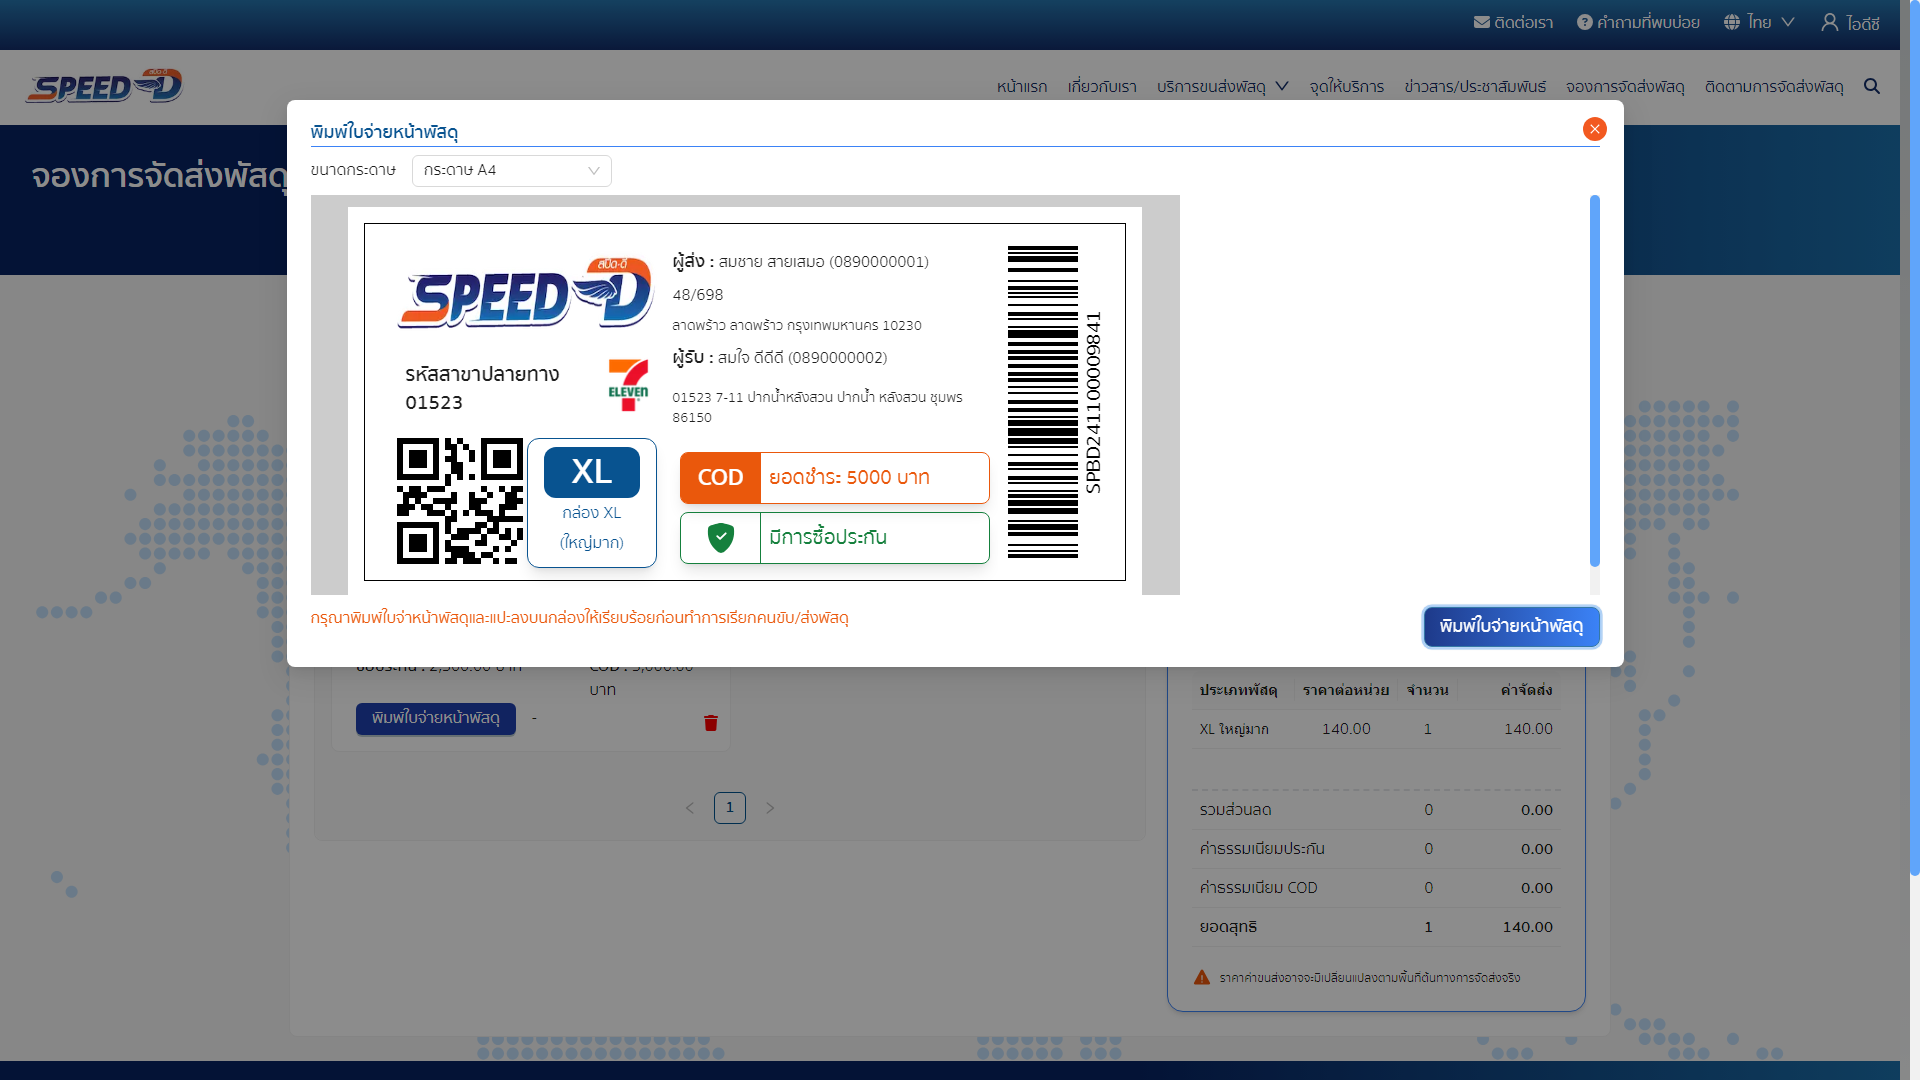 ติดต่อเรา
คำถามที่พบบ่อย
ไทย
ไอดีซี
สปีด-ดี
SPEED D
หน้าแรก
เกี่ยวกับเรา
บริการขนส่งพัสดุ
จุดให้บริการ
ข่าวสาร/ประชาสัมพันธ์
จองการจัดส่งพัสดุ
ติดตามการจัดส่งพัสดุ
จองการจัดส่งพัสดุ
พิมพ์ใบจ่ายหน้าพัสดุ
ขนาดกระดาษ
กระดาษ A4
สปีด-ดี
SPEED D
ผู้ส่ง : สมชาย สายเสมอ (0890000001)
48/698
ลาดพร้าว ลาดพร้าว กรุงเทพมหานคร 10230
ผู้รับ : สมใจ ดีดีดี (0890000002)
01523 7-11 ปากน้ำหลังสวน ปากน้ำ หลังสวน ชุมพร
86150
รหัสสาขาปลายทาง
01523
7 ELEVEN
XL
กล่อง XL
(ใหญ่มาก)
COD ยอดชำระ 5000 บาท
มีการซื้อประกัน
SPBD241100009841
กรุณาพิมพ์ใบจ่าหน้าพัสดุและแปะลงบนกล่องให้เรียบร้อยก่อนทำการเรียกคนขับ/ส่งพัสดุ
พิมพ์ใบจ่ายหน้าพัสดุ
บาท
พิมพ์ใบจ่ายหน้าพัสดุ
-
1
ประเภทพัสดุ ราคาต่อหน่วย จำนวน ค่าจัดส่ง
XL ใหญ่มาก 140.00 1 140.00
รวมส่วนลด 0 0.00
ค่าธรรมเนียมประกัน 0 0.00
ค่าธรรมเนียม COD 0 0.00
ยอดสุทธิ 1 140.00
ราคาค่าขนส่งอาจจะมีเปลี่ยนแปลงตามพื้นที่ต้นทางการจัดส่งจริง